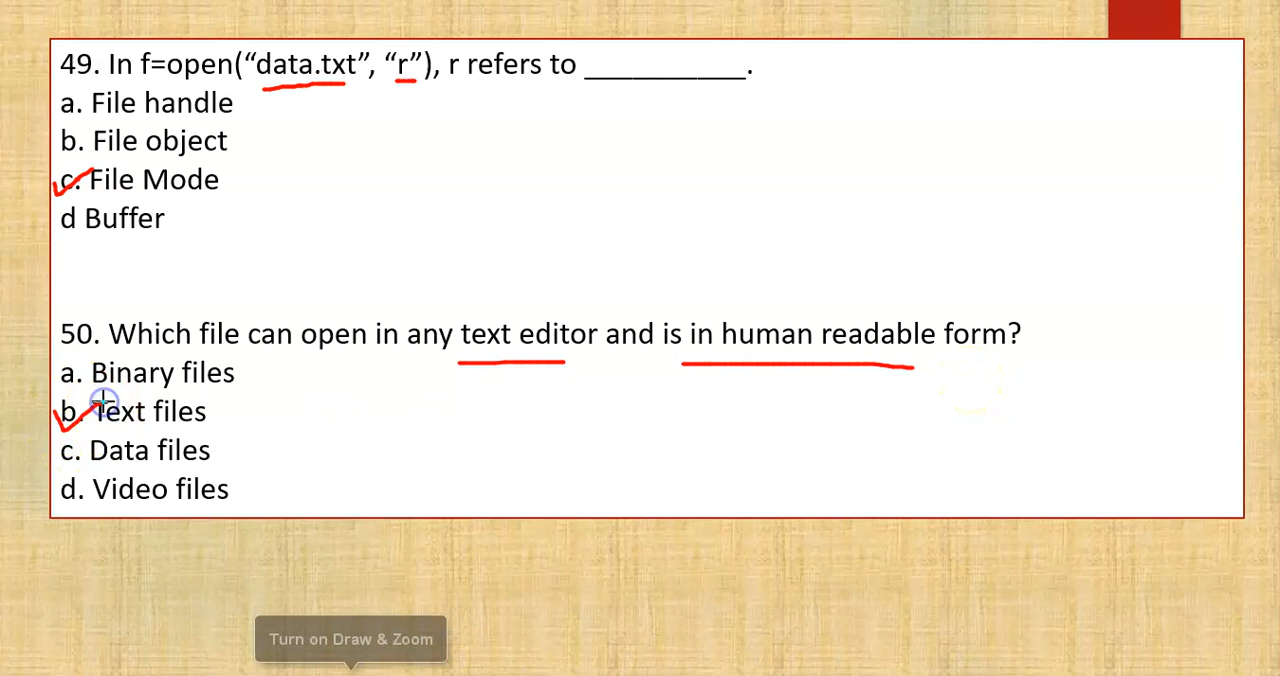 49. In f=open(“data.txt”, “r”), r refers to ___________.
a. File handle
b. File object
c. File Mode
d Buffer
50. Which file can open in any text editor and is in human readable form?
a. Binary files
b. Text files
c. Data files
d. Video files
Turn on Draw & Zoom